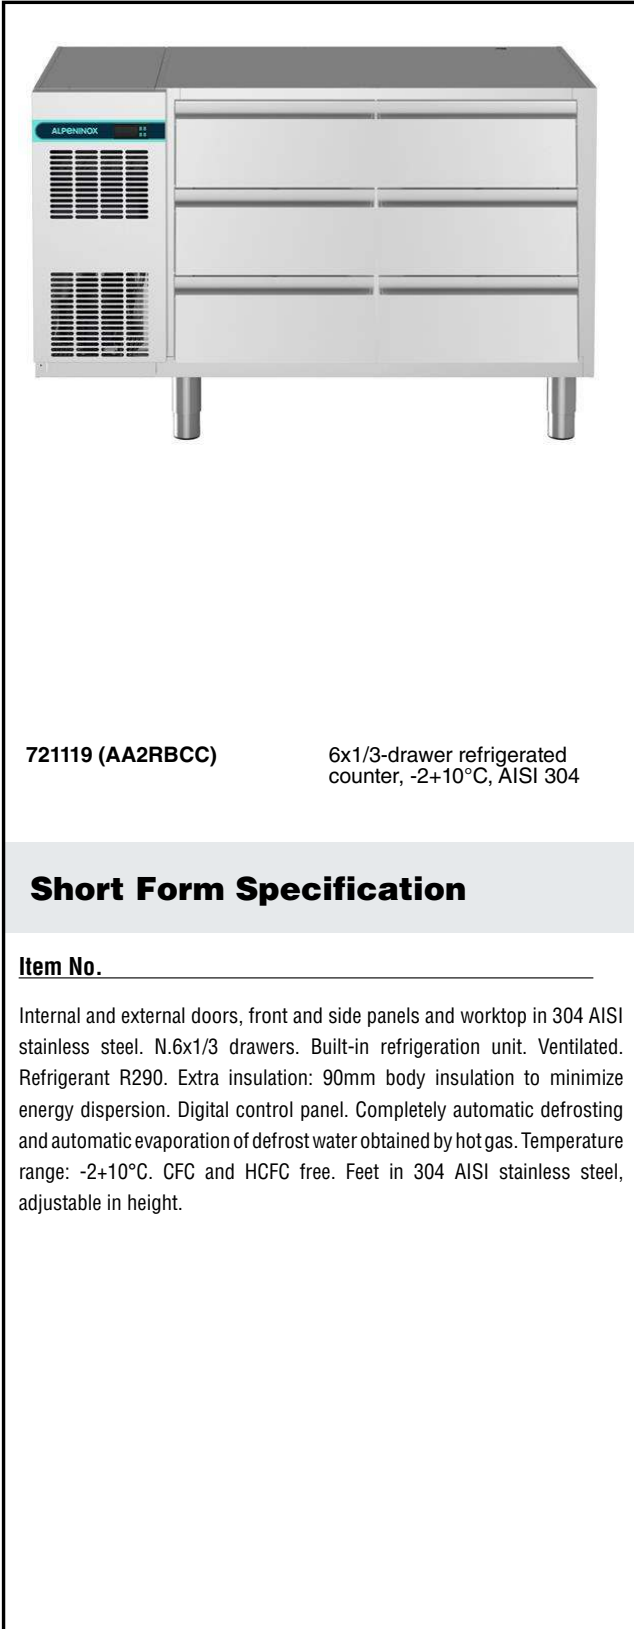 ALPENINOX
721119 (AA2RBCC)
6x1/3-drawer refrigerated
counter, -2+10°C, AISI 304
Short Form Specification
Item No.
Internal and external doors, front and side panels and worktop in 304 AISI
stainless steel. N.6x1/3 drawers. Built-in refrigeration unit. Ventilated.
Refrigerant R290. Extra insulation: 90mm body insulation to minimize
energy dispersion. Digital control panel. Completely automatic defrosting
and automatic evaporation of defrost water obtained by hot gas. Temperature
range: -2+10°C. CFC and HCFC free. Feet in 304 AISI stainless steel,
adjustable in height.